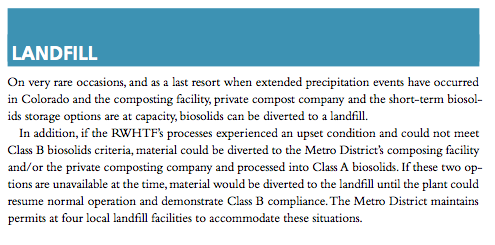 LANDFILL
On very rare occasions, and as a last resort when extended precipitation events have occurred
in Colorado and the composting facility, private compost company and the short-term biosol-
ids storage options are at capacity, biosolids can be diverted to a landfill.
In addition, if the RWHTF's processes experienced an upset condition and could not meet
Class B biosolids criteria, material could be diverted to the Metro District's composing facility
and/or the private composting company and processed into Class A biosolids. If these two op-
tions are unavailable at the time, material would be diverted to the landfill until the plant could
resume normal operation and demonstrate Class B compliance. The Metro District maintains
permits at four local landfill facilities to accommodate these situations.